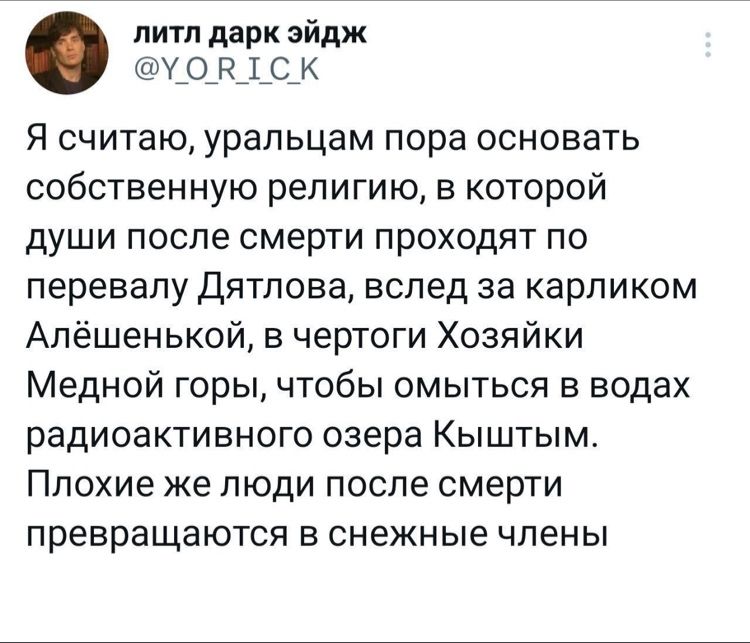 литл дарк эйдж
@Y_O_R_I_C_K
Я считаю, уральцам пора основать
собственную религию, в которой
души после смерти проходят по
перевалу Дятлова, вслед за карликом
Алёшенькой, в чертоги Хозяйки
Медной горы, чтобы омыться в водах
радиоактивного озера Кыштым.
Плохие же люди после смерти
превращаются в снежные члены